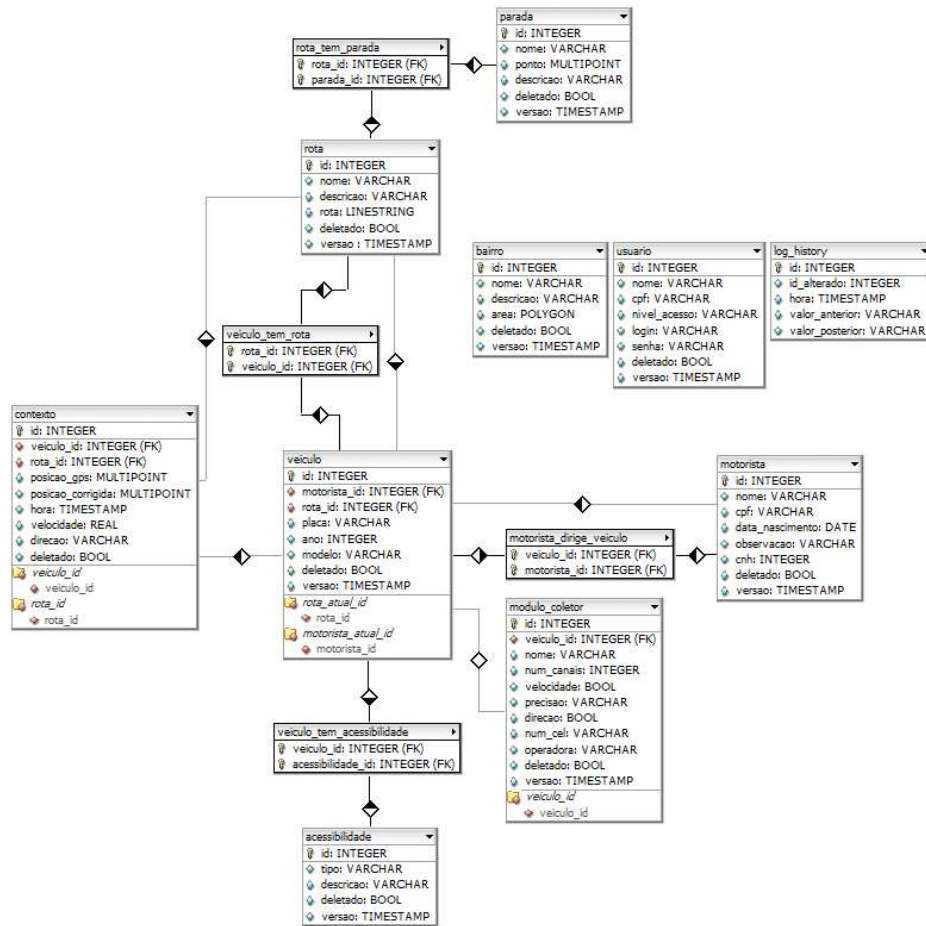 parada
id: INTEGER
nome: VARCHAR
ponto: MULTIPOINT
descricao: VARCHAR
deletado: BOOL
versao: TIMESTAMP
rota_tem_parada
rota_id: INTEGER (FK)
parada_id: INTEGER (FK)
rota
id: INTEGER
nome: VARCHAR
descricao: VARCHAR
rota: LINESTRING
deletado: BOOL
versao : TIMESTAMP
bairro
id: INTEGER
nome: VARCHAR
descricao: VARCHAR
area: POLYGON
deletado: BOOL
versao: TIMESTAMP
usuario
id: INTEGER
nome: VARCHAR
cpf: VARCHAR
nivel_acesso: VARCHAR
login: VARCHAR
senha: VARCHAR
deletado: BOOL
versao: TIMESTAMP
log_history
id: INTEGER
id_alterado: INTEGER
hora: TIMESTAMP
valor_anterior: VARCHAR
valor_posterior: VARCHAR
veiculo_tem_rota
rota_id: INTEGER (FK)
veiculo_id: INTEGER (FK)
contexto
id: INTEGER
veiculo_id: INTEGER (FK)
rota_id: INTEGER (FK)
posicao_gps: MULTIPOINT
posicao_corrigida: MULTIPOINT
hora: TIMESTAMP
velocidade: REAL
direcao: VARCHAR
deletado: BOOL
veiculo_id
veiculo_id
rota_id
rota_id
veiculo
id: INTEGER
motorista_id: INTEGER (FK)
rota_id: INTEGER (FK)
placa: VARCHAR
ano: INTEGER
modelo: VARCHAR
deletado: BOOL
versao: TIMESTAMP
rota_atual_id
rota_id
motorista_atual_id
motorista_id
motorista
id: INTEGER
nome: VARCHAR
cpf: VARCHAR
data_nascimento: DATE
observacao: VARCHAR
cnh: INTEGER
deletado: BOOL
versao: TIMESTAMP
motorista_dirige_veiculo
veiculo_id: INTEGER (FK)
motorista_id: INTEGER (FK)
modulo_coletor
id: INTEGER
veiculo_id: INTEGER (FK)
nome: VARCHAR
num_canais: INTEGER
velocidade: BOOL
precisao: VARCHAR
direcao: BOOL
num_cel: VARCHAR
operadora: VARCHAR
deletado: BOOL
versao: TIMESTAMP
veiculo_id
veiculo_id
veiculo_tem_acessibilidade
veiculo_id: INTEGER (FK)
acessibilidade_id: INTEGER (FK)
acessibilidade
id: INTEGER
tipo: VARCHAR
descricao: VARCHAR
deletado: BOOL
versao: TIMESTAMP